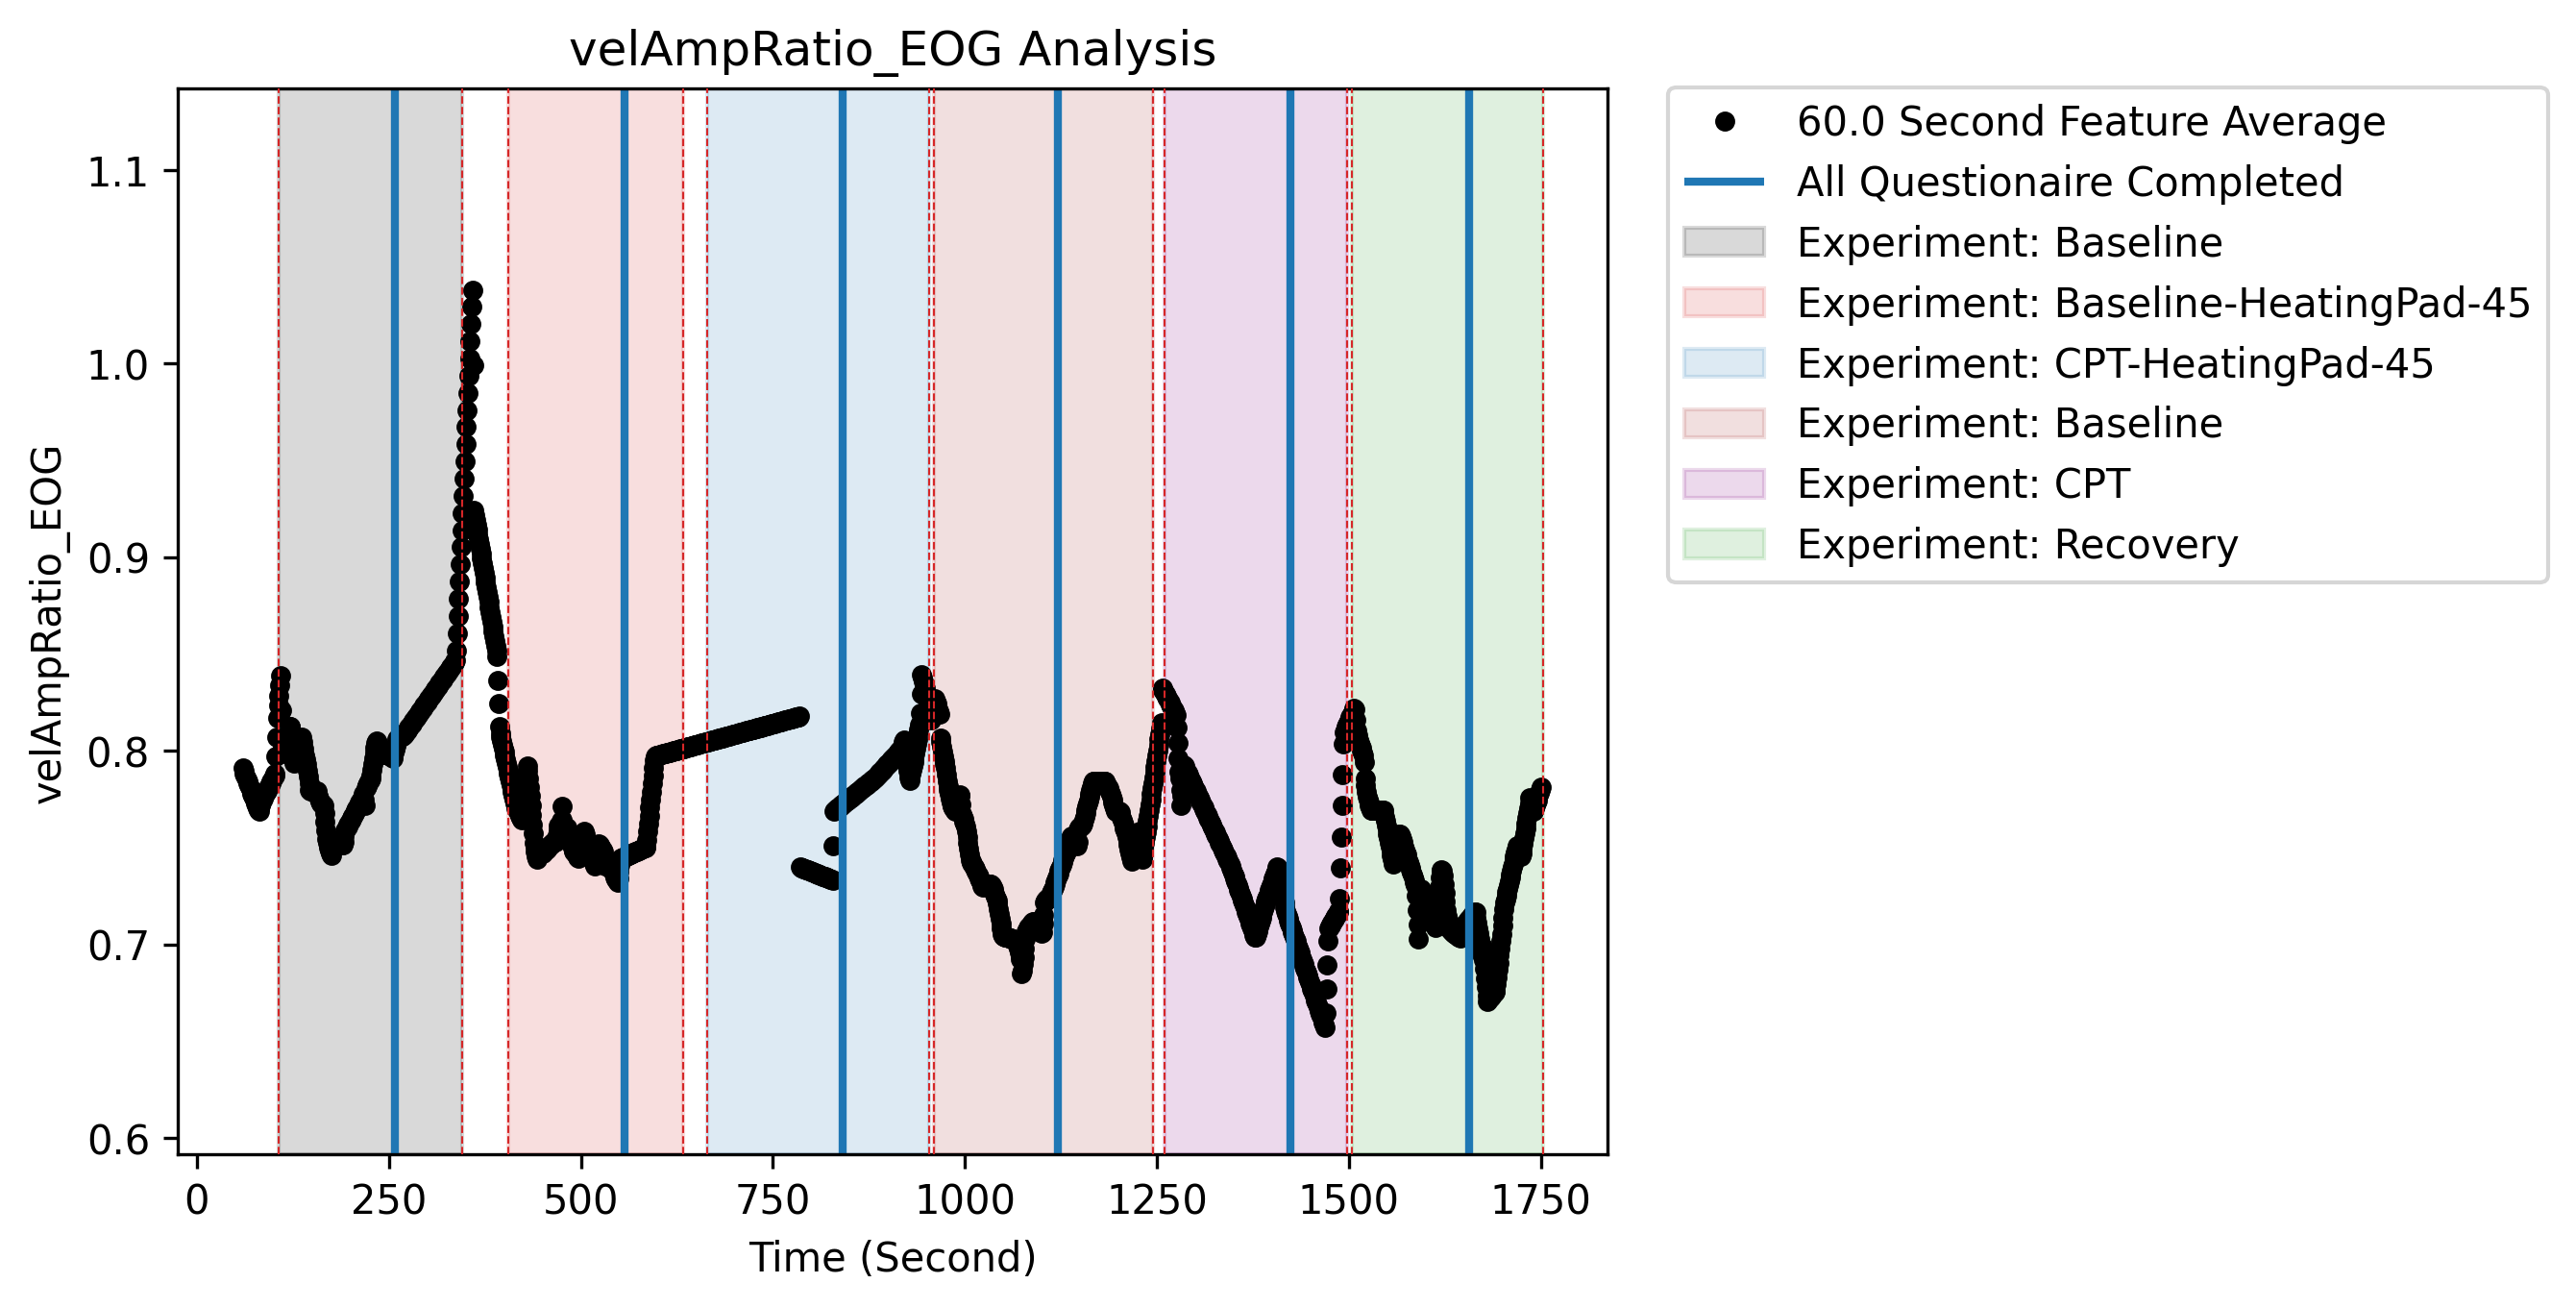 velAmpRatio_EOG Analysis
velAmpRatio_EOG
1.1
1.0
0.9
0.8
0.7
0.6
0
250
500
750
1000
1250
1500
1750
Time (Second)
60.0 Second Feature Average
All Questionaire Completed
Experiment: Baseline
Experiment: Baseline-HeatingPad-45
Experiment: CPT-HeatingPad-45
Experiment: Baseline
Experiment: CPT
Experiment: Recovery